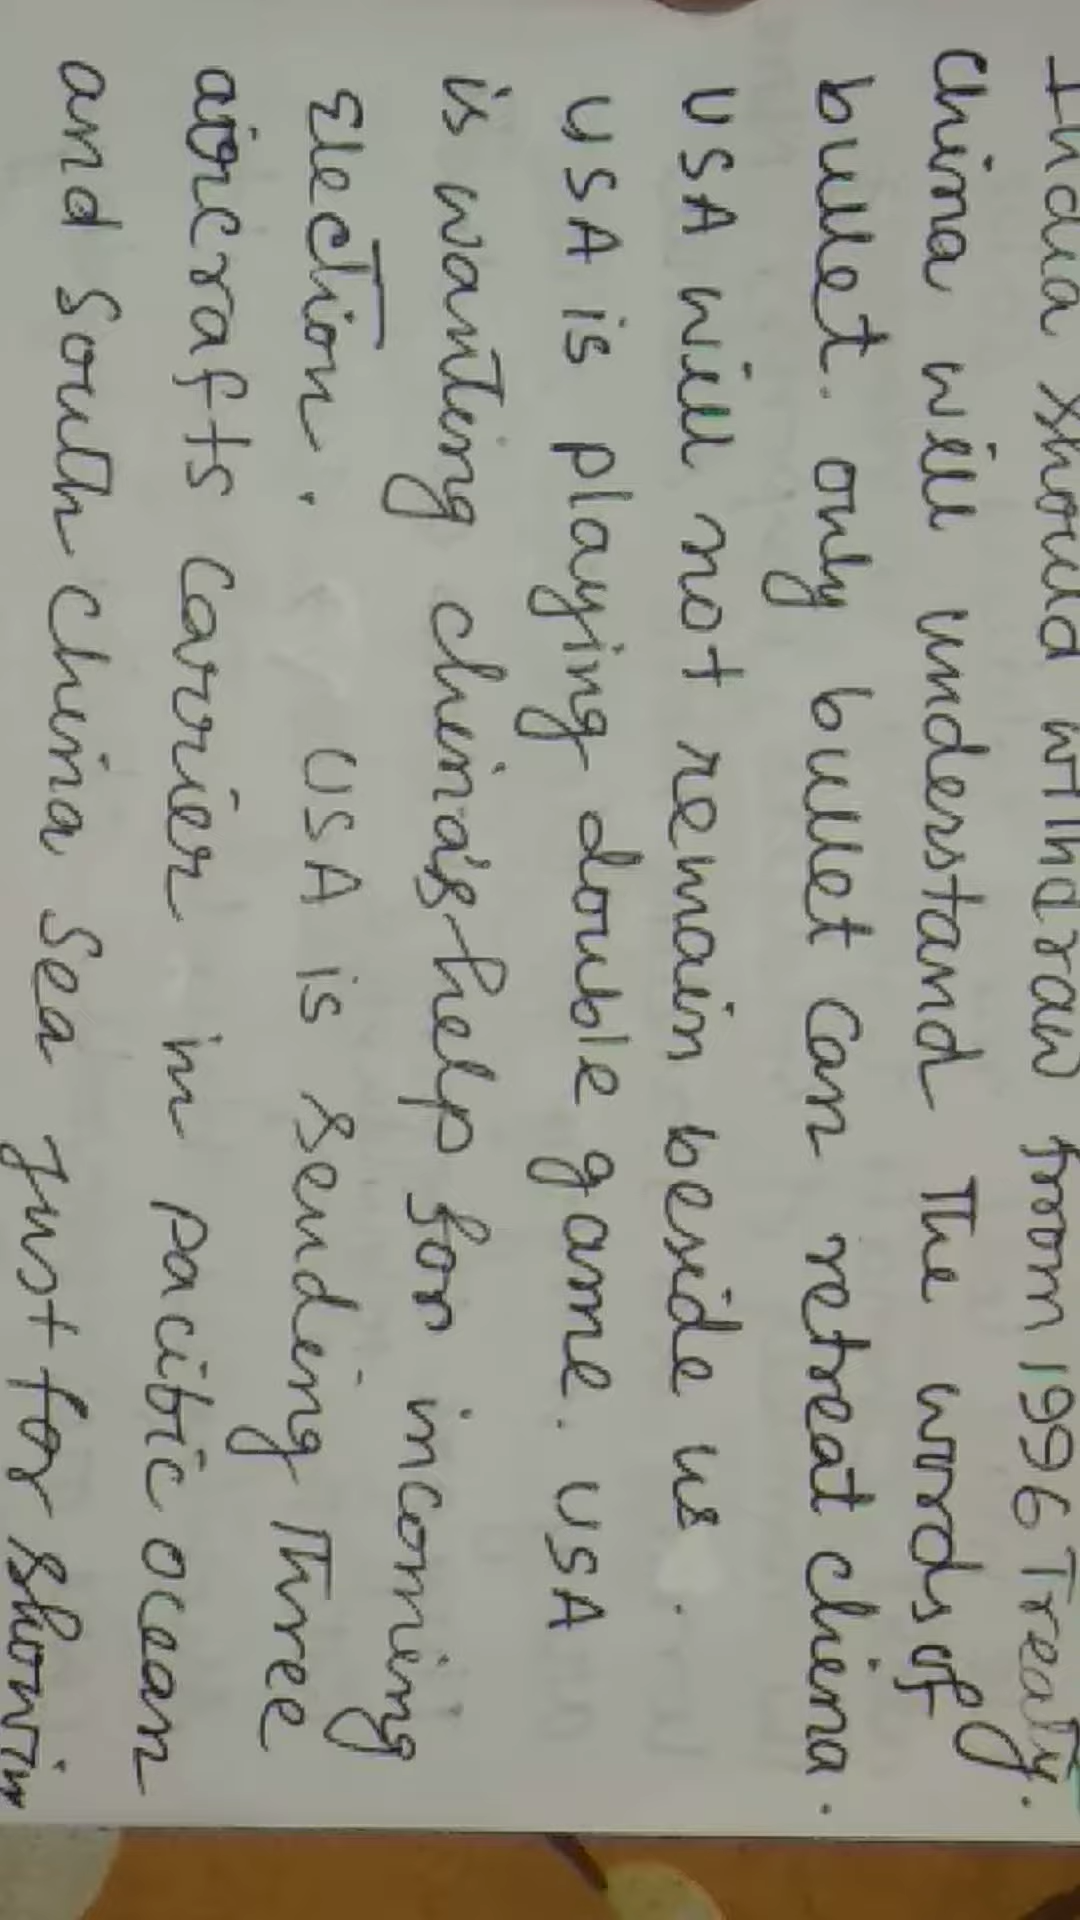 India should withdraw from 1996 Treaty.
China will understand The words of
bullet. only bullet can retreat china.
USA will not remain beside us.
USA is playing double game. USA
is wanting china's help for incoming
Election. USA is sending Three
aircrafts carrier in pacific ocean
and South China Sea just for showin